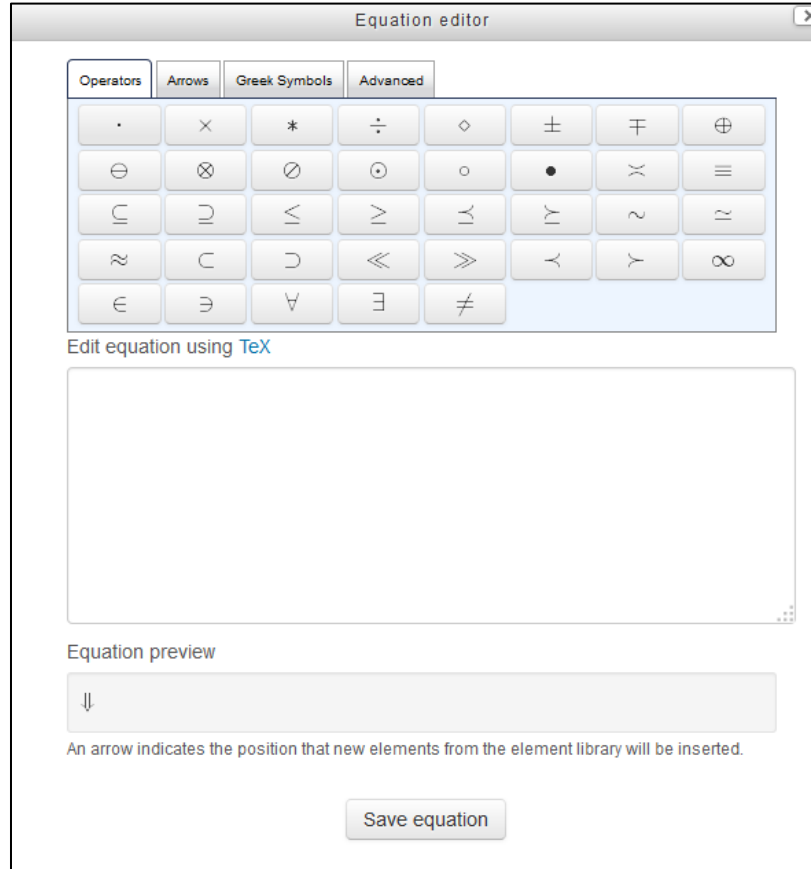 Equation editor
Operators Arrows Greek Symbols Advanced
· × * ÷ ⋄ ± ∓ ⊕
⊖ ⊗ ⊘ ⊙ ∘ • ≍ ≡
⊆ ⊇ ≤ ≥ ⪯ ⪰ ∼ ≃
≈ ⊂ ⊃ ≪ ≫ ≺ ≻ ∞
∈ ∋ ∀ ∃ ≠
Edit equation using TeX
Equation preview
⇓
An arrow indicates the position that new elements from the element library will be inserted.
Save equation